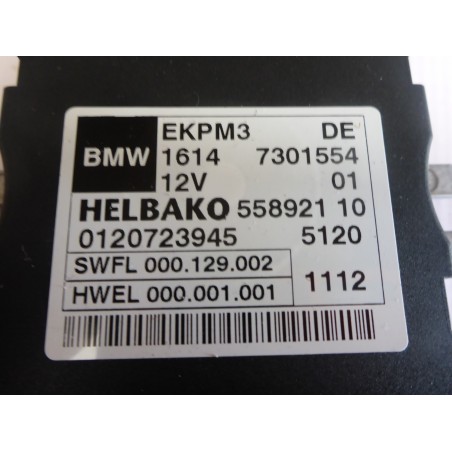 EKPM3 DE
BMW 1614 7301554
12V 01
HELBAKO 558921 10
0120723945 5120
SWFL 000.129.002
HWEL 000.001.001 1112